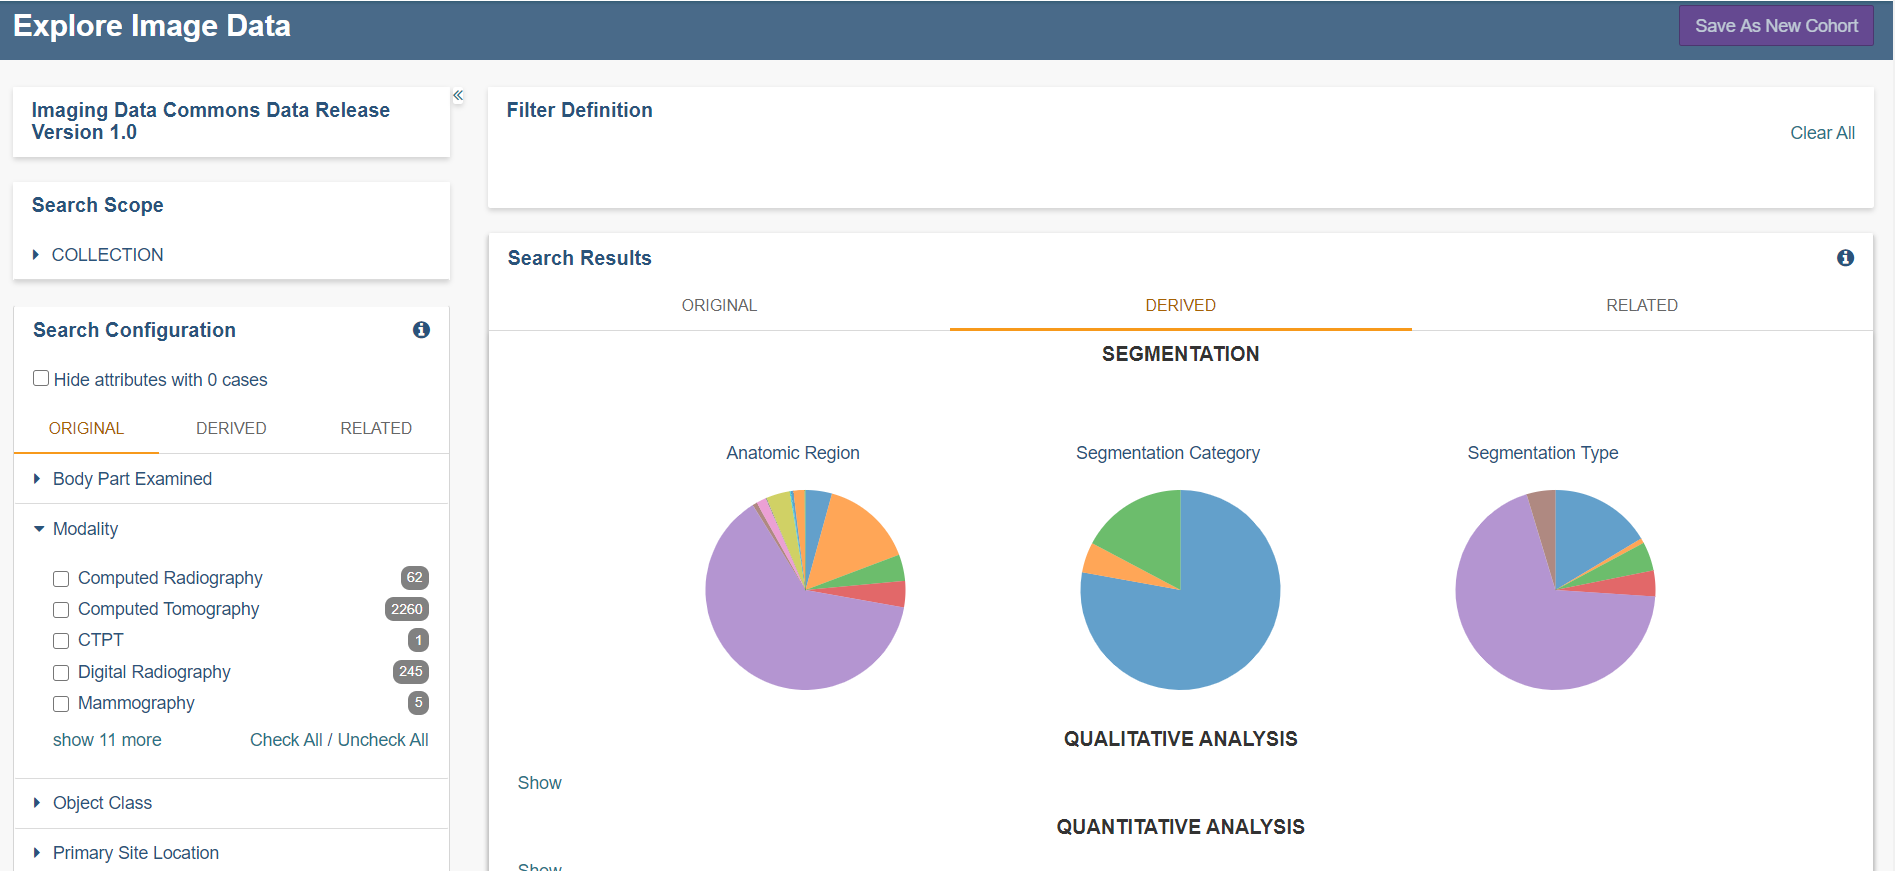 Explore Image Data
Save As New Cohort
Imaging Data Commons Data Release
Version 1.0
Search Scope
COLLECTION
Search Configuration
Hide attributes with 0 cases
ORIGINAL DERIVED RELATED
Body Part Examined
Modality
Computed Radiography 62
Computed Tomography 2260
CTPT 1
Digital Radiography 245
Mammography 5
show 11 more Check All / Uncheck All
Object Class
Primary Site Location
Filter Definition
Clear All
Search Results
ORIGINAL DERIVED RELATED
SEGMENTATION
Anatomic Region Segmentation Category Segmentation Type
QUALITATIVE ANALYSIS
Show
QUANTITATIVE ANALYSIS
Show